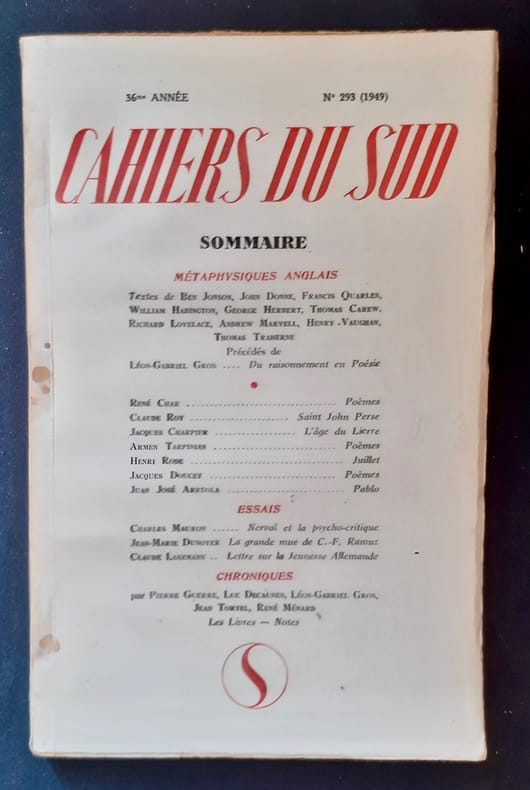 36me ANNÉE N° 293 (1949)
CAHIERS DU SUD
SOMMAIRE
MÉTAPHYSIQUES ANGLAIS
Textes de BEN JONSON, JOHN DONNE, FRANCIS QUARLES,
WILLIAM HABINGTON, GEORGE HERBERT, THOMAS CAREW,
RICHARD LOVELACE, ANDREW MARVELL, HENRY VAUGHAN,
THOMAS TRAHERNE
Précédés de
LÉON-GABRIEL GROS .... Du raisonnement en Poésie
RENÉ CHAR .... Poèmes
CLAUDE ROY .... Saint John Perse
JACQUES CHARPIER .... L'âge du Lierre
ARMEN TARPINIAN .... Poèmes
HENRI RODE .... Juillet
JACQUES DOUCET .... Poèmes
JUAN JOSÉ ARREOLA .... Pablo
ESSAIS
CHARLES MAURON ...... Nerval et la psycho-critique
JEAN-MARIE DUNOYER La grande mue de C.-F. Ramuz
CLAUDE LANZMANN .. Lettre sur la Jeunesse Allemande
CHRONIQUES
par PIERRE GUERRE, LUC DECAUNES, LÉON-GABRIEL GROS,
JEAN TORTEL, RENÉ MÉNARD
Les Livres — Notes
S